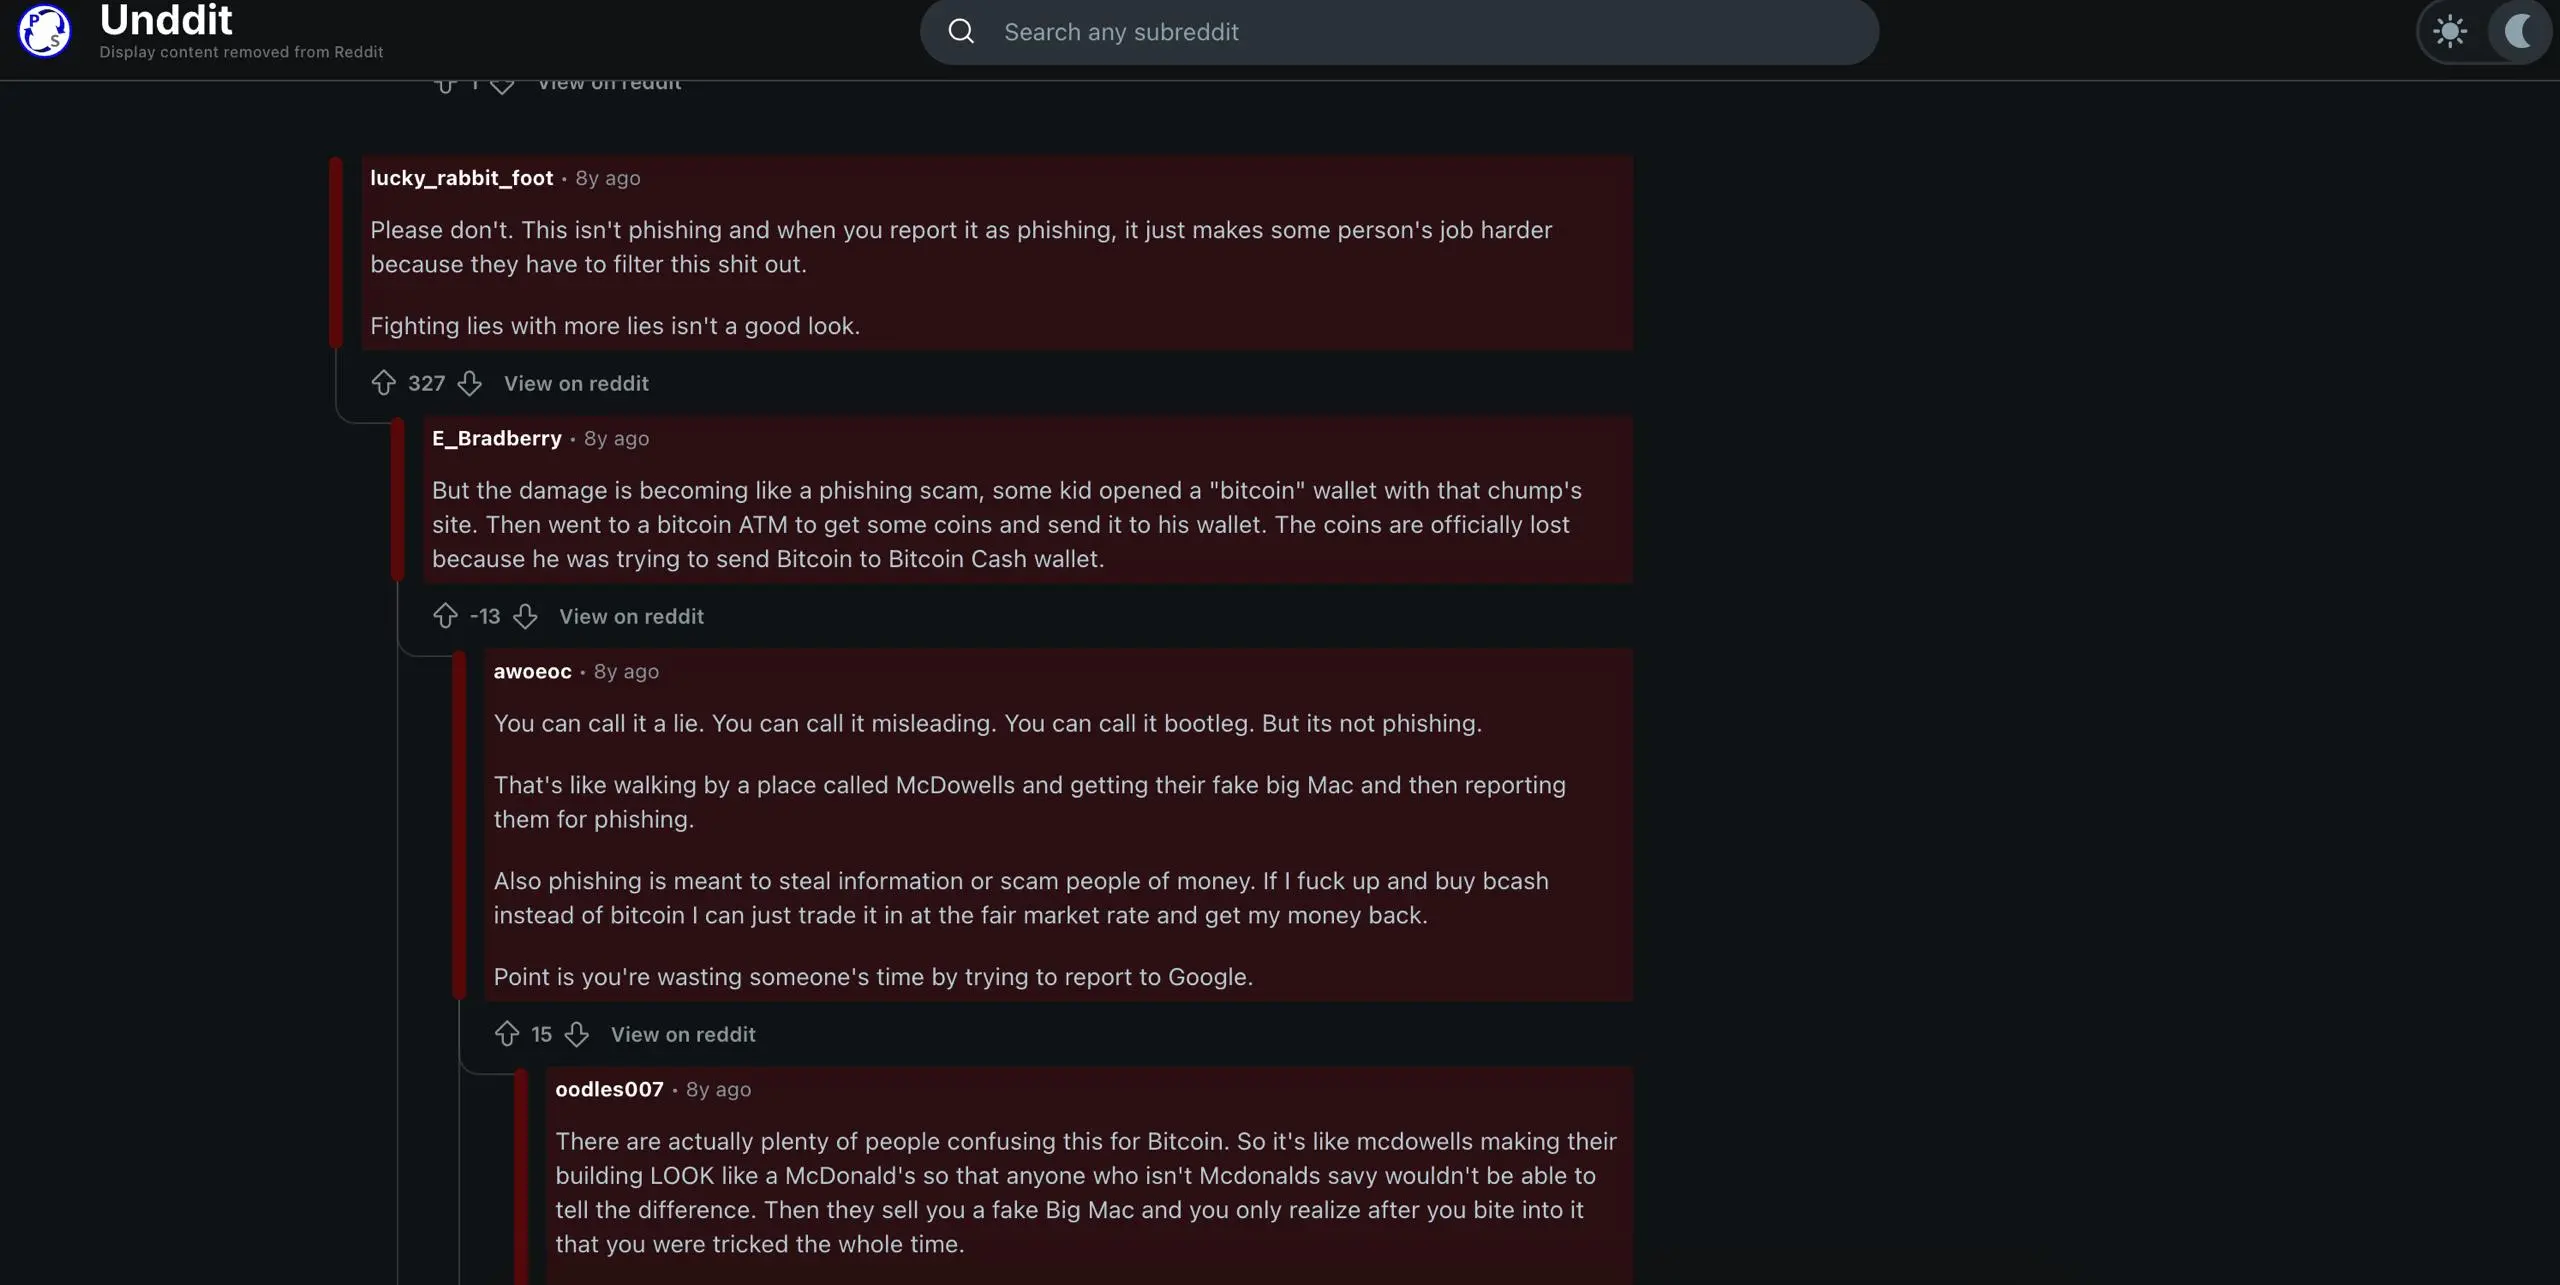 Unddit
Display content removed from Reddit
Search any subreddit
1 View on reddit
lucky_rabbit_foot • 8y ago
Please don't. This isn't phishing and when you report it as phishing, it just makes some person's job harder
because they have to filter this shit out.
Fighting lies with more lies isn't a good look.
327 View on reddit
E_Bradberry • 8y ago
But the damage is becoming like a phishing scam, some kid opened a "bitcoin" wallet with that chump's
site. Then went to a bitcoin ATM to get some coins and send it to his wallet. The coins are officially lost
because he was trying to send Bitcoin to Bitcoin Cash wallet.
-13 View on reddit
awoeoc • 8y ago
You can call it a lie. You can call it misleading. You can call it bootleg. But its not phishing.
That's like walking by a place called McDowells and getting their fake big Mac and then reporting
them for phishing.
Also phishing is meant to steal information or scam people of money. If I fuck up and buy bcash
instead of bitcoin I can just trade it in at the fair market rate and get my money back.
Point is you're wasting someone's time by trying to report to Google.
15 View on reddit
oodles007 • 8y ago
There are actually plenty of people confusing this for Bitcoin. So it's like mcdowells making their
building LOOK like a McDonald's so that anyone who isn't Mcdonalds savy wouldn't be able to
tell the difference. Then they sell you a fake Big Mac and you only realize after you bite into it
that you were tricked the whole time.